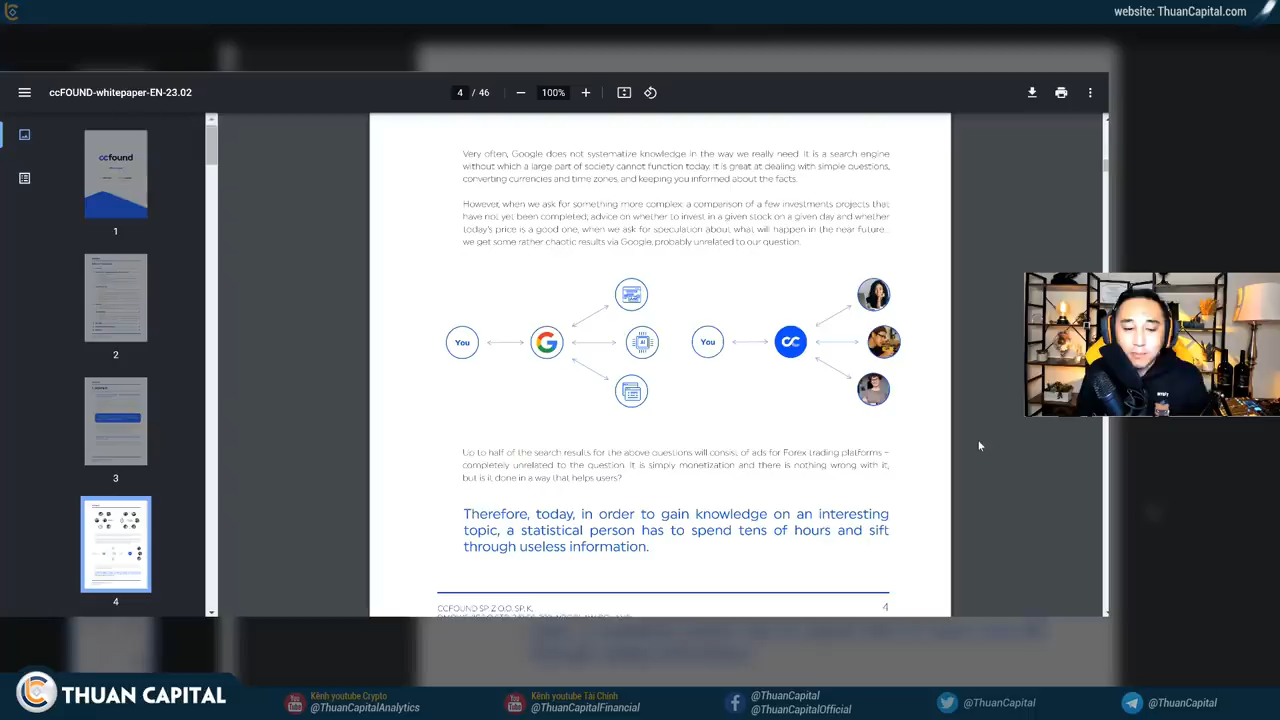 website: ThuanCapital.com
ccFOUND-whitepaper-EN-23.02
4 / 46
100%
ccfound
1
2
3
4
Very often, Google does not systematize knowledge in the way we really need. It is a search engine
without which a large part of society cannot function today. It is great at dealing with simple questions,
converting currencies and time zones, and keeping you informed about the facts.
However, when we ask for something more complex; a comparison of a few investments projects that
have not yet been completed; advice on whether to invest in a given stock on a given day and whether
today's price is a good one, when we ask for speculation about what will happen in the near future...
we get some rather chaotic results via Google, probably unrelated to our question.
You
G
AI
You
CC
Up to half of the search results for the above questions will consist of ads for Forex trading platforms –
completely unrelated to the question. It is simply monetization and there is nothing wrong with it,
but is it done in a way that helps users?
Therefore, today, in order to gain knowledge on an interesting
topic, a statistical person has to spend tens of hours and sift
through useless information.
CCFOUND SP. Z O.O. SP. K.
4
THUAN CAPITAL
Kênh youtube Crypto
@ThuanCapitalAnalytics
Kênh youtube Tài Chính
@ThuanCapitalFinancial
@ThuanCapital
@ThuanCapitalOfficial
@ThuanCapital
@ThuanCapital